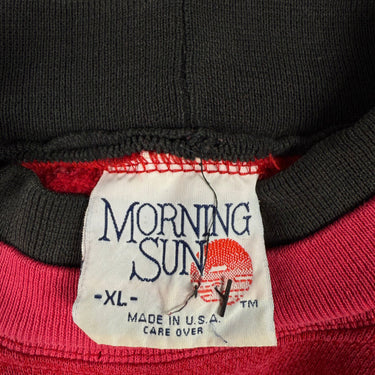 MORNING
SUN
-XL- TM
MADE IN U.S.A.
CARE OVER